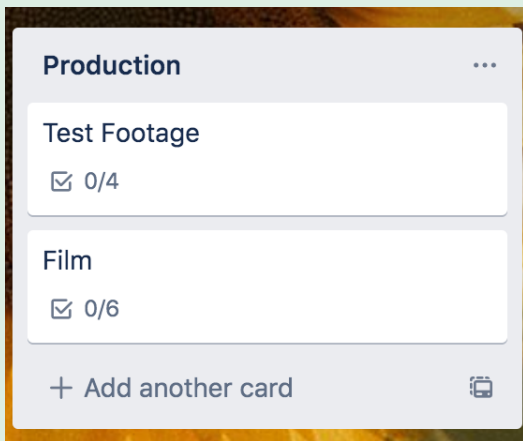 Production
Test Footage
0/4
Film
0/6
+ Add another card